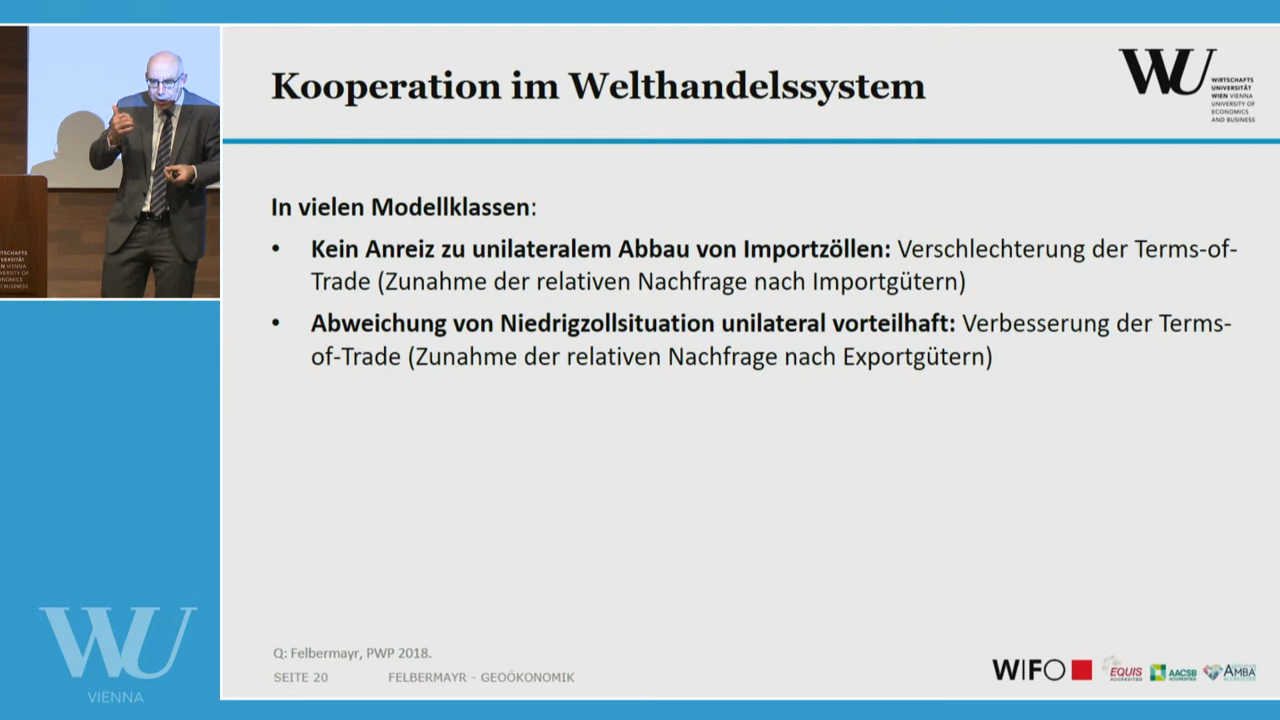 Kooperation im Welthandelssystem
WU
WIRTSCHAFTS
UNIVERSITÄT
WIEN VIENNA
UNIVERSITY OF
ECONOMICS
AND BUSINESS
In vielen Modellklassen:
• Kein Anreiz zu unilateralem Abbau von Importzöllen: Verschlechterung der Terms-of-
Trade (Zunahme der relativen Nachfrage nach Importgütern)
• Abweichung von Niedrigzollsituation unilateral vorteilhaft: Verbesserung der Terms-
of-Trade (Zunahme der relativen Nachfrage nach Exportgütern)
Q: Felbermayr, PWP 2018.
SEITE 20 FELBERMAYR - GEOÖKONOMIK
WIFO
EQUIS
ACCREDITED
AACSB
ACCREDITED
AMBA
ACCREDITED
WU
VIENNA